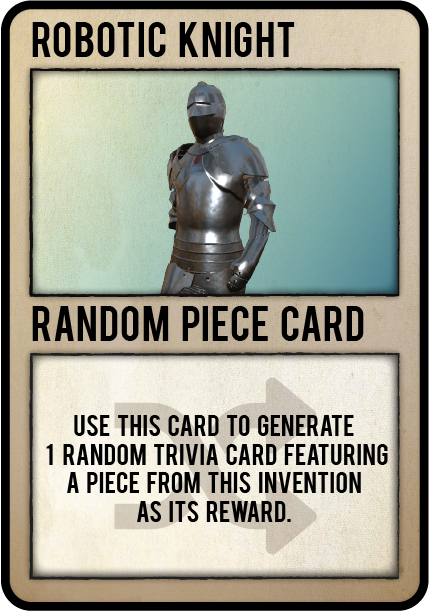 ROBOTIC KNIGHT
RANDOM PIECE CARD
USE THIS CARD TO GENERATE
1 RANDOM TRIVIA CARD FEATURING
A PIECE FROM THIS INVENTION
AS ITS REWARD.